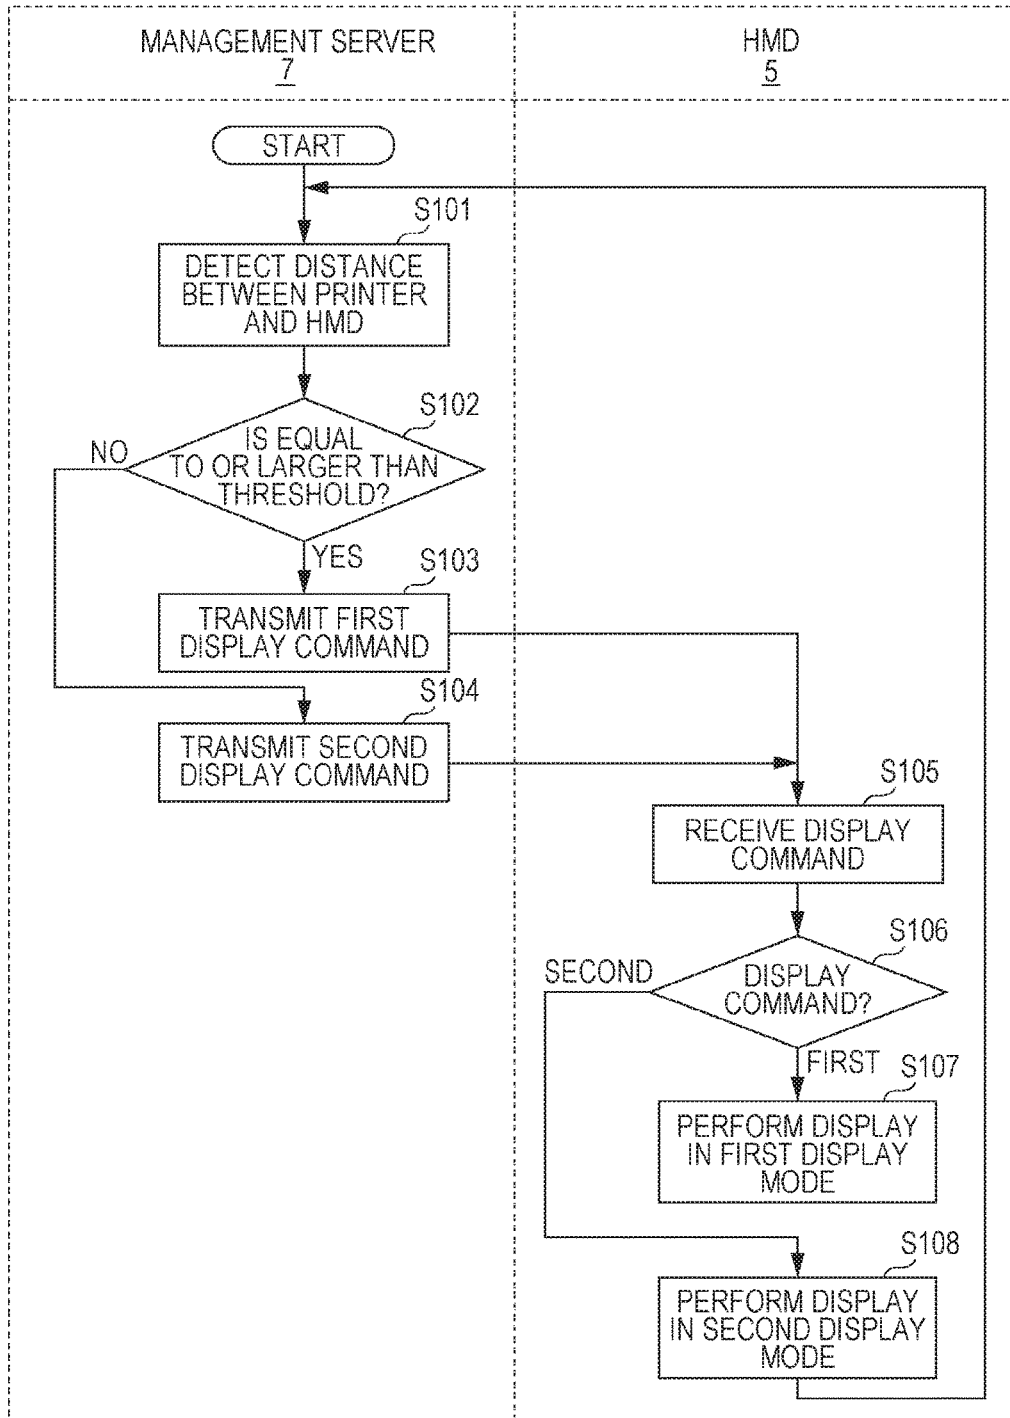 MANAGEMENT SERVER
7
HMD
5
START
S101
DETECT DISTANCE
BETWEEN PRINTER
AND HMD
S102
NO
IS EQUAL
TO OR LARGER THAN
THRESHOLD?
YES
S103
TRANSMIT FIRST
DISPLAY COMMAND
S104
TRANSMIT SECOND
DISPLAY COMMAND
S105
RECEIVE DISPLAY
COMMAND
S106
SECOND
DISPLAY
COMMAND?
FIRST
S107
PERFORM DISPLAY
IN FIRST DISPLAY
MODE
S108
PERFORM DISPLAY
IN SECOND DISPLAY
MODE